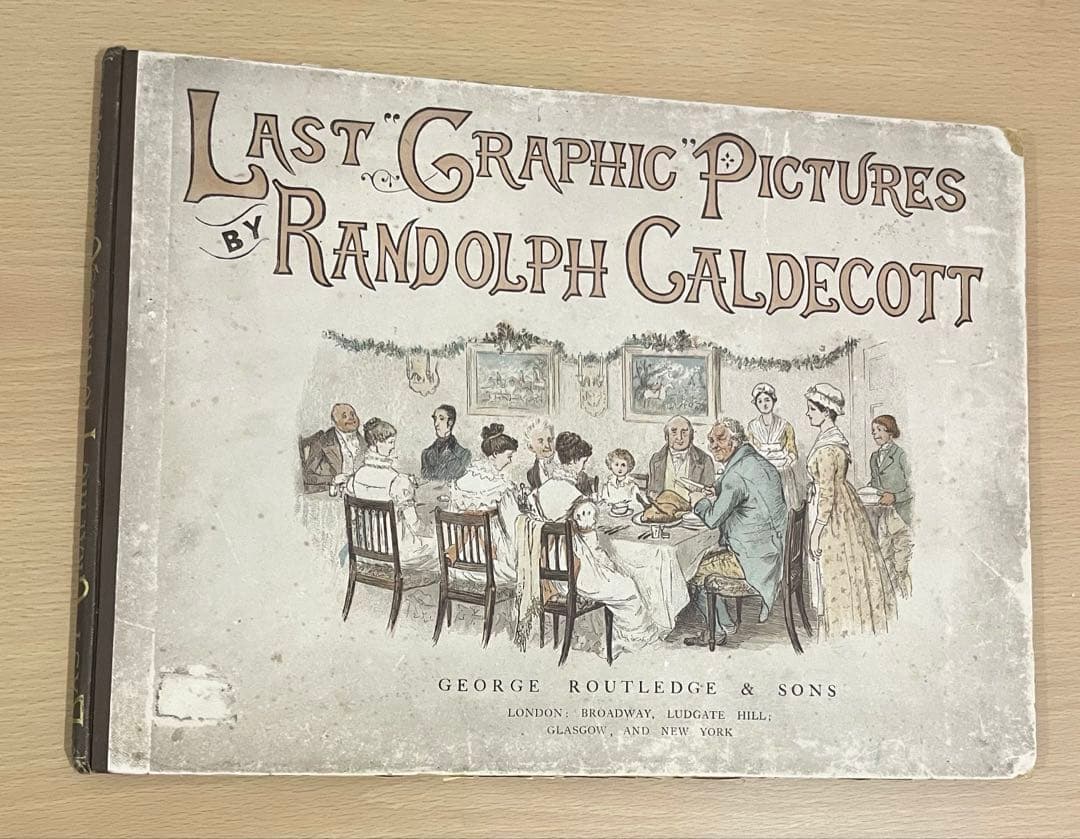 LAST "GRAPHIC" PICTURES
BY RANDOLPH CALDECOTT
GEORGE ROUTLEDGE & SONS
LONDON: BROADWAY, LUDGATE HILL;
GLASGOW, AND NEW YORK